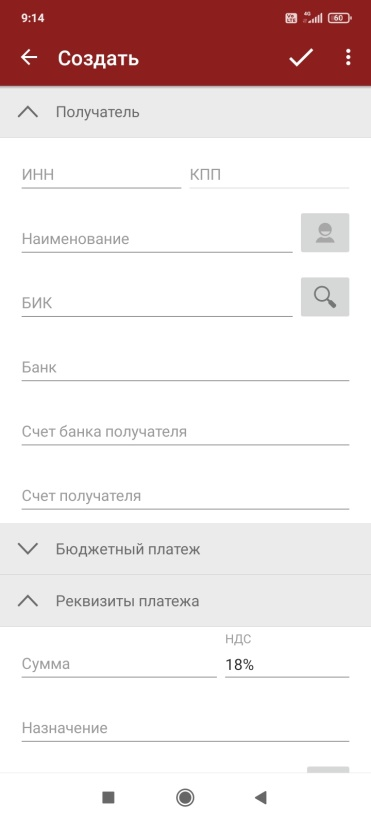 9:14
4G
60
Создать
Получатель
ИНН
КПП
Наименование
БИК
Банк
Счет банка получателя
Счет получателя
Бюджетный платеж
Реквизиты платежа
НДС
Сумма
18%
Назначение